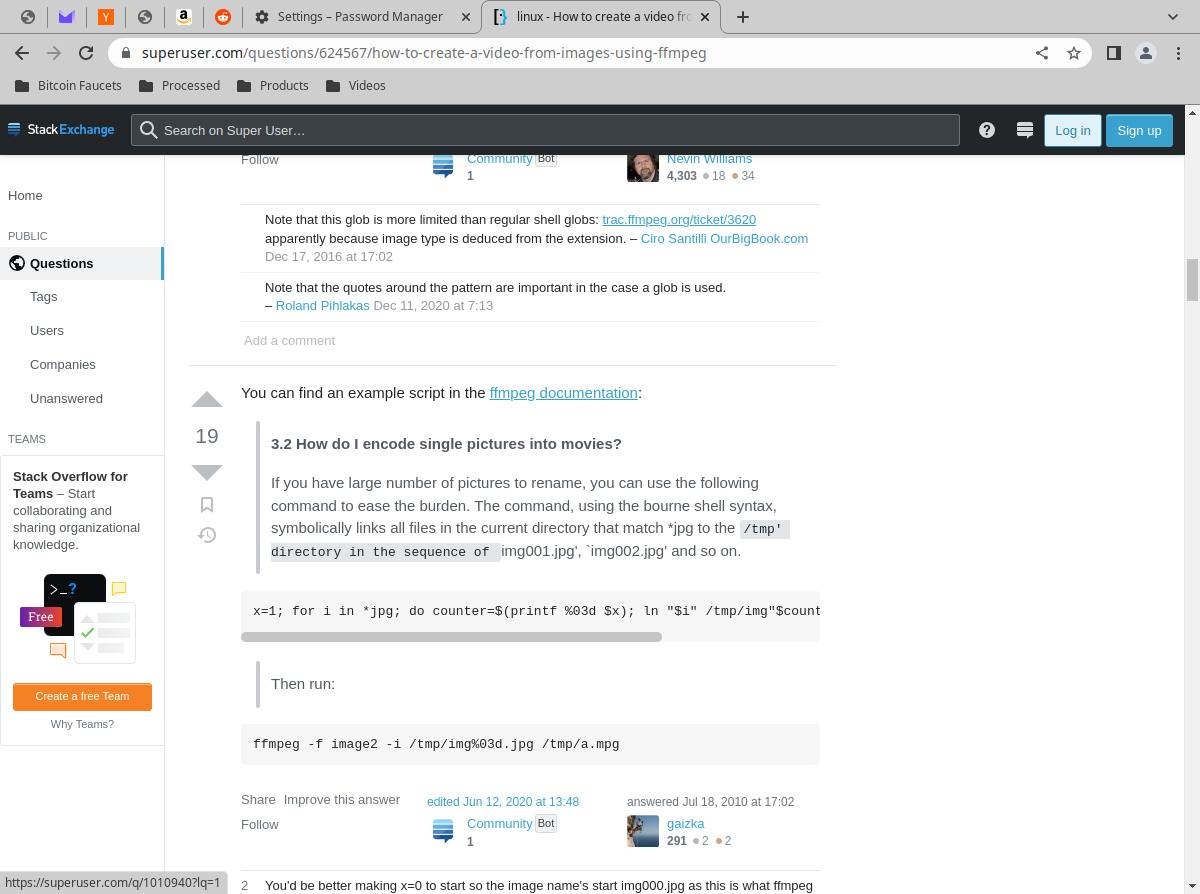 Settings – Password Manager
linux - How to create a video fro
superuser.com/questions/624567/how-to-create-a-video-from-images-using-ffmpeg
Bitcoin Faucets
Processed
Products
Videos
StackExchange
Search on Super User…
Log in
Sign up
Home
PUBLIC
Questions
Tags
Users
Companies
Unanswered
TEAMS
Stack Overflow for
Teams – Start
collaborating and
sharing organizational
knowledge.
>_?
Free
Create a free Team
Why Teams?
Follow
Community Bot
1
Nevin Williams
4,303 18 34
Note that this glob is more limited than regular shell globs: trac.ffmpeg.org/ticket/3620
apparently because image type is deduced from the extension. – Ciro Santilli OurBigBook.com
Dec 17, 2016 at 17:02
Note that the quotes around the pattern are important in the case a glob is used.
– Roland Pihlakas Dec 11, 2020 at 7:13
Add a comment
19
You can find an example script in the ffmpeg documentation:
3.2 How do I encode single pictures into movies?
If you have large number of pictures to rename, you can use the following
command to ease the burden. The command, using the bourne shell syntax,
symbolically links all files in the current directory that match *jpg to the /tmp'
directory in the sequence of img001.jpg', `img002.jpg' and so on.
x=1; for i in *jpg; do counter=$(printf %03d $x); ln "$i" /tmp/img"$count
Then run:
ffmpeg -f image2 -i /tmp/img%03d.jpg /tmp/a.mpg
Share Improve this answer
Follow
edited Jun 12, 2020 at 13:48
Community Bot
1
answered Jul 18, 2010 at 17:02
gaizka
291 2 2
2 You'd be better making x=0 to start so the image name's start img000.jpg as this is what ffmpeg
https://superuser.com/q/1010940?lq=1